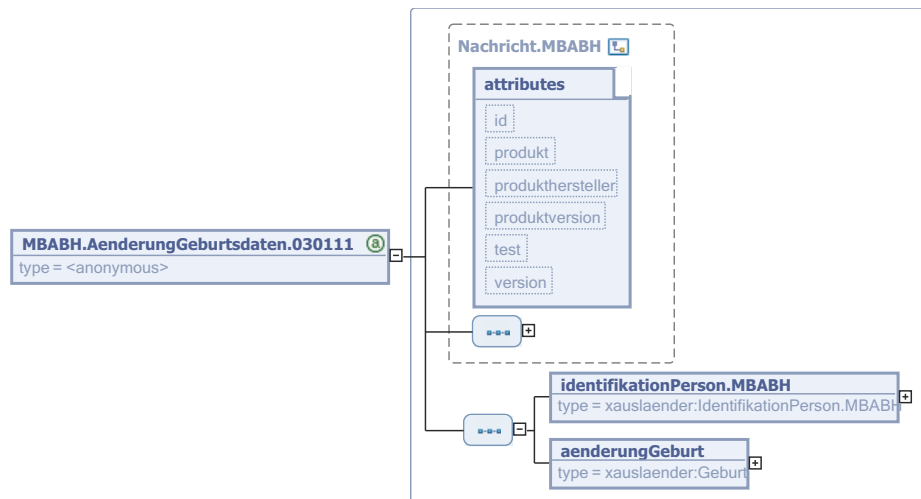 Nachricht.MBABH
attributes
id
produkt
produkthersteller
produktversion
test
version
MBABH.AenderungGeburtsdaten.030111 a
type = <anonymous>
identifikationPerson.MBABH
type = xauslaender:IdentifikationPerson.MBABH
aenderungGeburt
type = xauslaender:Geburt